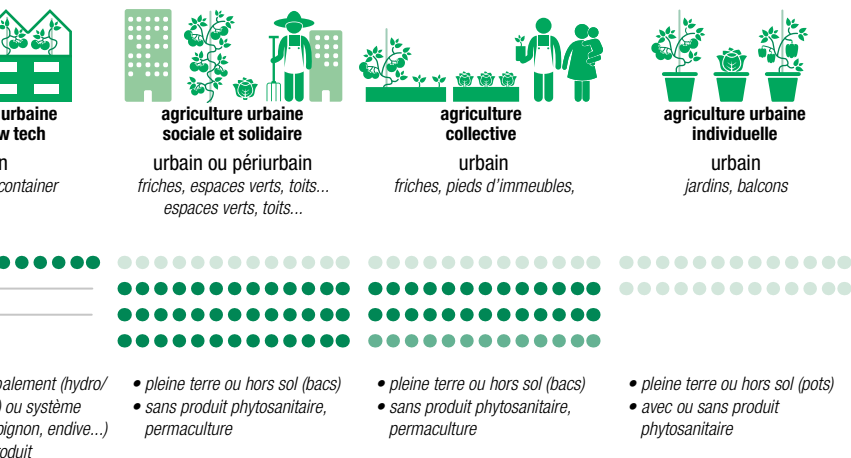 urbaine
w tech
n
container
agriculture urbaine
sociale et solidaire
urbain ou périurbain
friches, espaces verts, toits...
espaces verts, toits...
agriculture
collective
urbain
friches, pieds d’immeubles,
agriculture urbaine
individuelle
urbain
jardins, balcons
palement (hydro/
) ou système
pignon, endive...)
roduit
• pleine terre ou hors sol (bacs)
• sans produit phytosanitaire,
permaculture
• pleine terre ou hors sol (bacs)
• sans produit phytosanitaire,
permaculture
• pleine terre ou hors sol (pots)
• avec ou sans produit
phytosanitaire